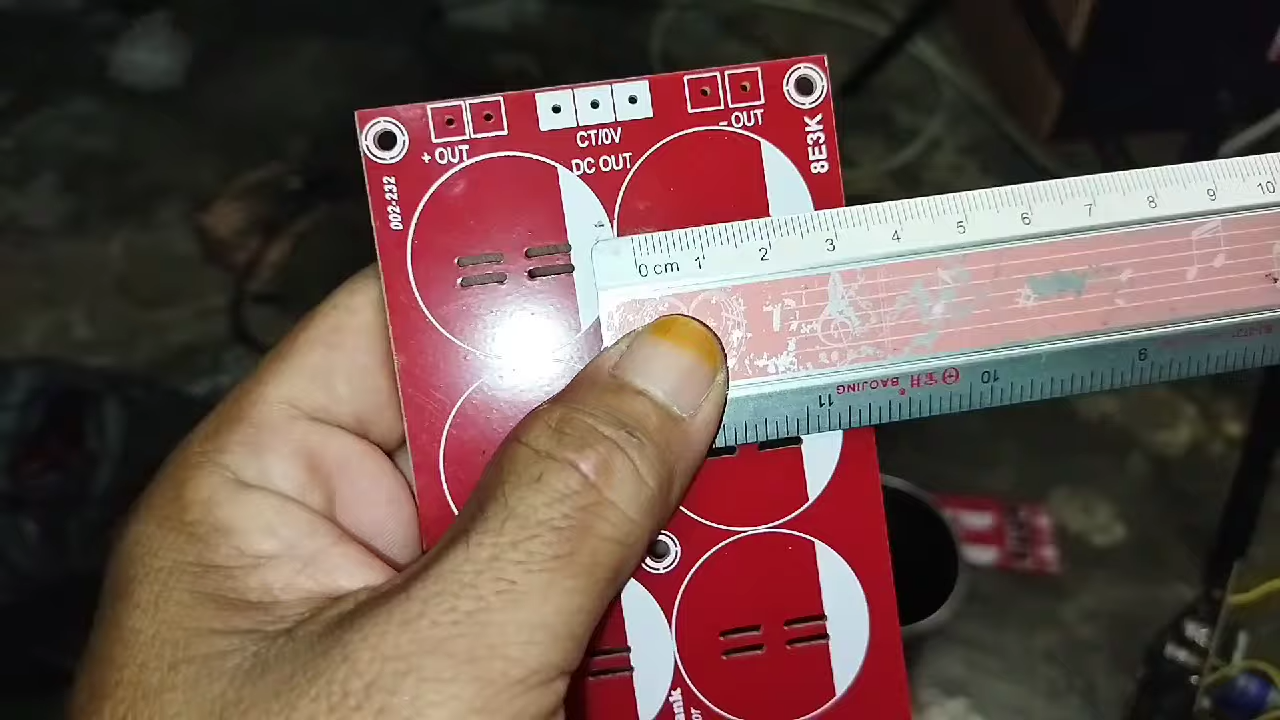 + OUT
CT/0V
DC OUT
- OUT
8E3K
002-232
0 cm 1 2 3 4 5 6 7 8 9 10
11 10 9
BAOJING